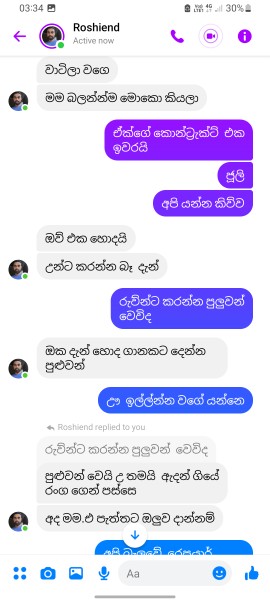 03:34
30%
Roshiend
Active now
වාටිලා වගෙ
මම බලන්න්ම මොකො කියලා
ඒක්ගේ කොන්ට්‍රැක්ට් එක
ඉවරයි
ජූලි
අපි යන්න කිව්ව
ඔව් එක හොදයි
උන්ට කරන්න බෑ දැන්
රුවින්ට කරන්න පුලුවන්
වෙව්ද
ඔක දැන් හොද ගානකට දෙන්න
පුළුවන්
ඌ ඉල්ල්න්න වගේ යන්නෙ
Roshiend replied to you
රුවින්ට කරන්න පුලුවන් වෙව්ද
පුළුවන් වෙයි උ තමයි ඇදන් ගියේ
රංග ගෙන් පස්සෙ
අද මම.එ පැත්තට ඔලුව දාන්නම්
Aa